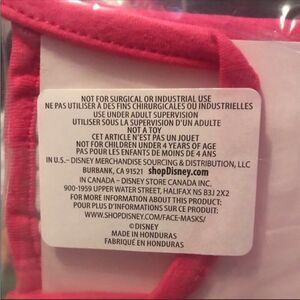 NOT FOR SURGICAL OR INDUSTRIAL USE
NE PAS UTILISER A DES FINS CHIRURGICALES OU INDUSTRIELLES
USE UNDER ADULT SUPERVISION
UTILISER SOUS LA SUPERVISION D'UN ADULTE
NOT A TOY
CET ARTICLE N'EST PAS UN JOUET
NOT FOR CHILDREN UNDER 4 YEARS OF AGE
PAS POUR LES ENFANTS DE MOINS DE 4 ANS
IN U.S.– DISNEY MERCHANDISE SOURCING & DISTRIBUTION, LLC
BURBANK, CA 91521 shopDisney.com
IN CANADA – DISNEY STORE CANADA INC.
900-1959 UPPER WATER STREET, HALIFAX NS B3J 2X2
FOR MORE INFORMATION ABOUT THIS PRODUCT:
POUR PLUS D'INFORMATIONS SUR CE PRODUIT:
WWW.SHOPDISNEY.COM/FACE-MASKS/
©DISNEY
MADE IN HONDURAS
FABRIQUÉ EN HONDURAS